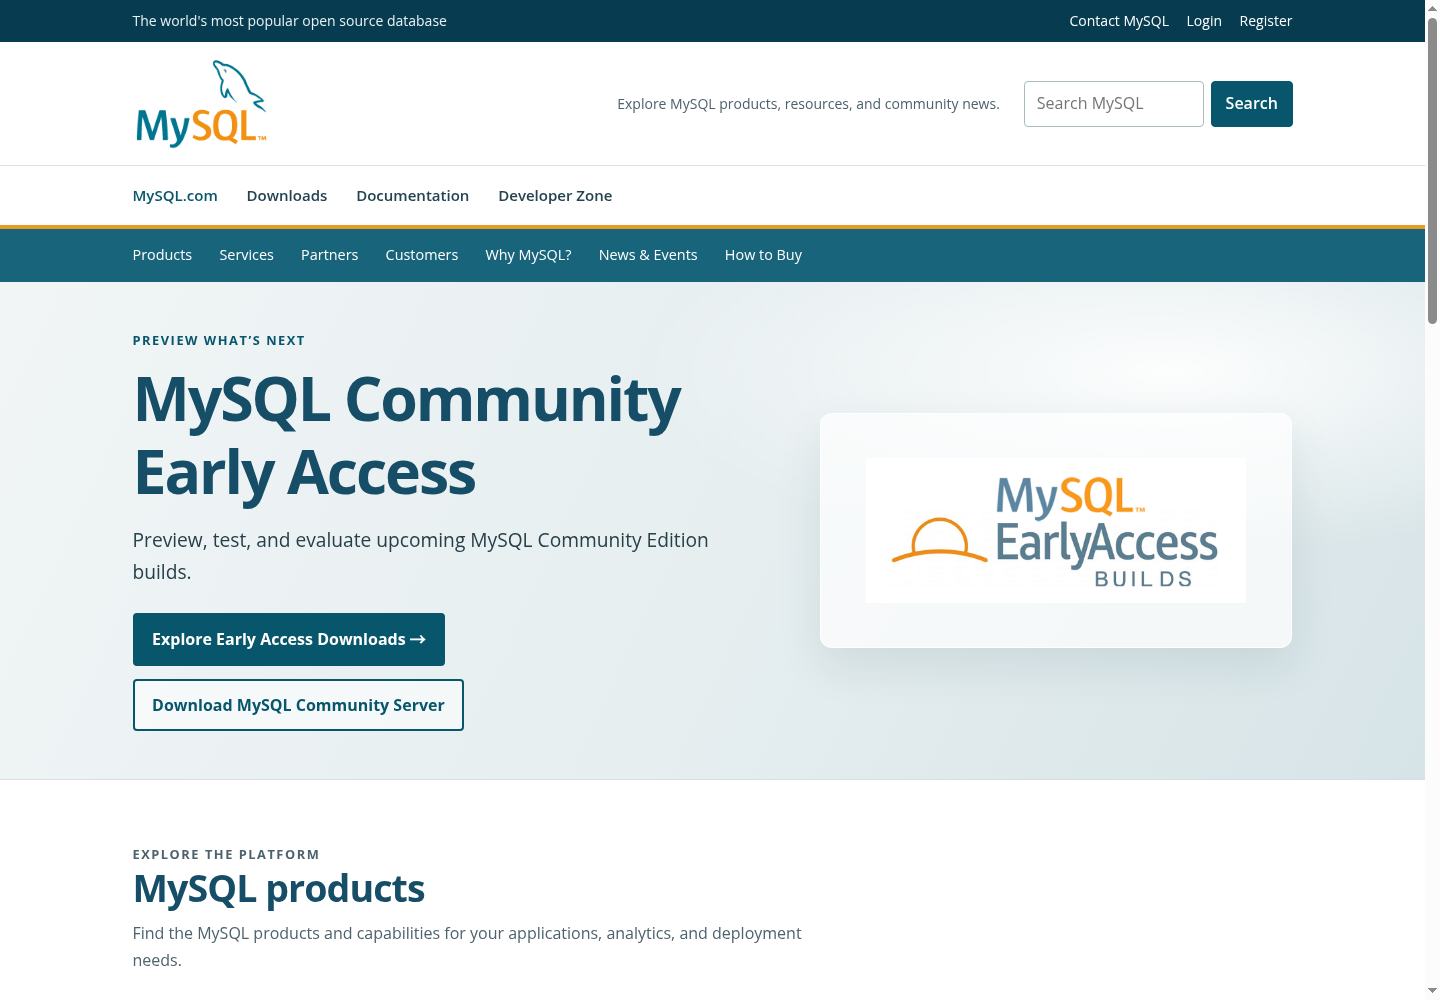 The world's most popular open source database
Contact MySQL Login Register
MySQL™
Explore MySQL products, resources, and community news.
Search MySQL
Search
MySQL.com Downloads Documentation Developer Zone
Products Services Partners Customers Why MySQL? News & Events How to Buy
PREVIEW WHAT’S NEXT
MySQL Community
Early Access
Preview, test, and evaluate upcoming MySQL Community Edition
builds.
Explore Early Access Downloads →
Download MySQL Community Server
MySQL™
EarlyAccess
BUILDS
EXPLORE THE PLATFORM
MySQL products
Find the MySQL products and capabilities for your applications, analytics, and deployment
needs.